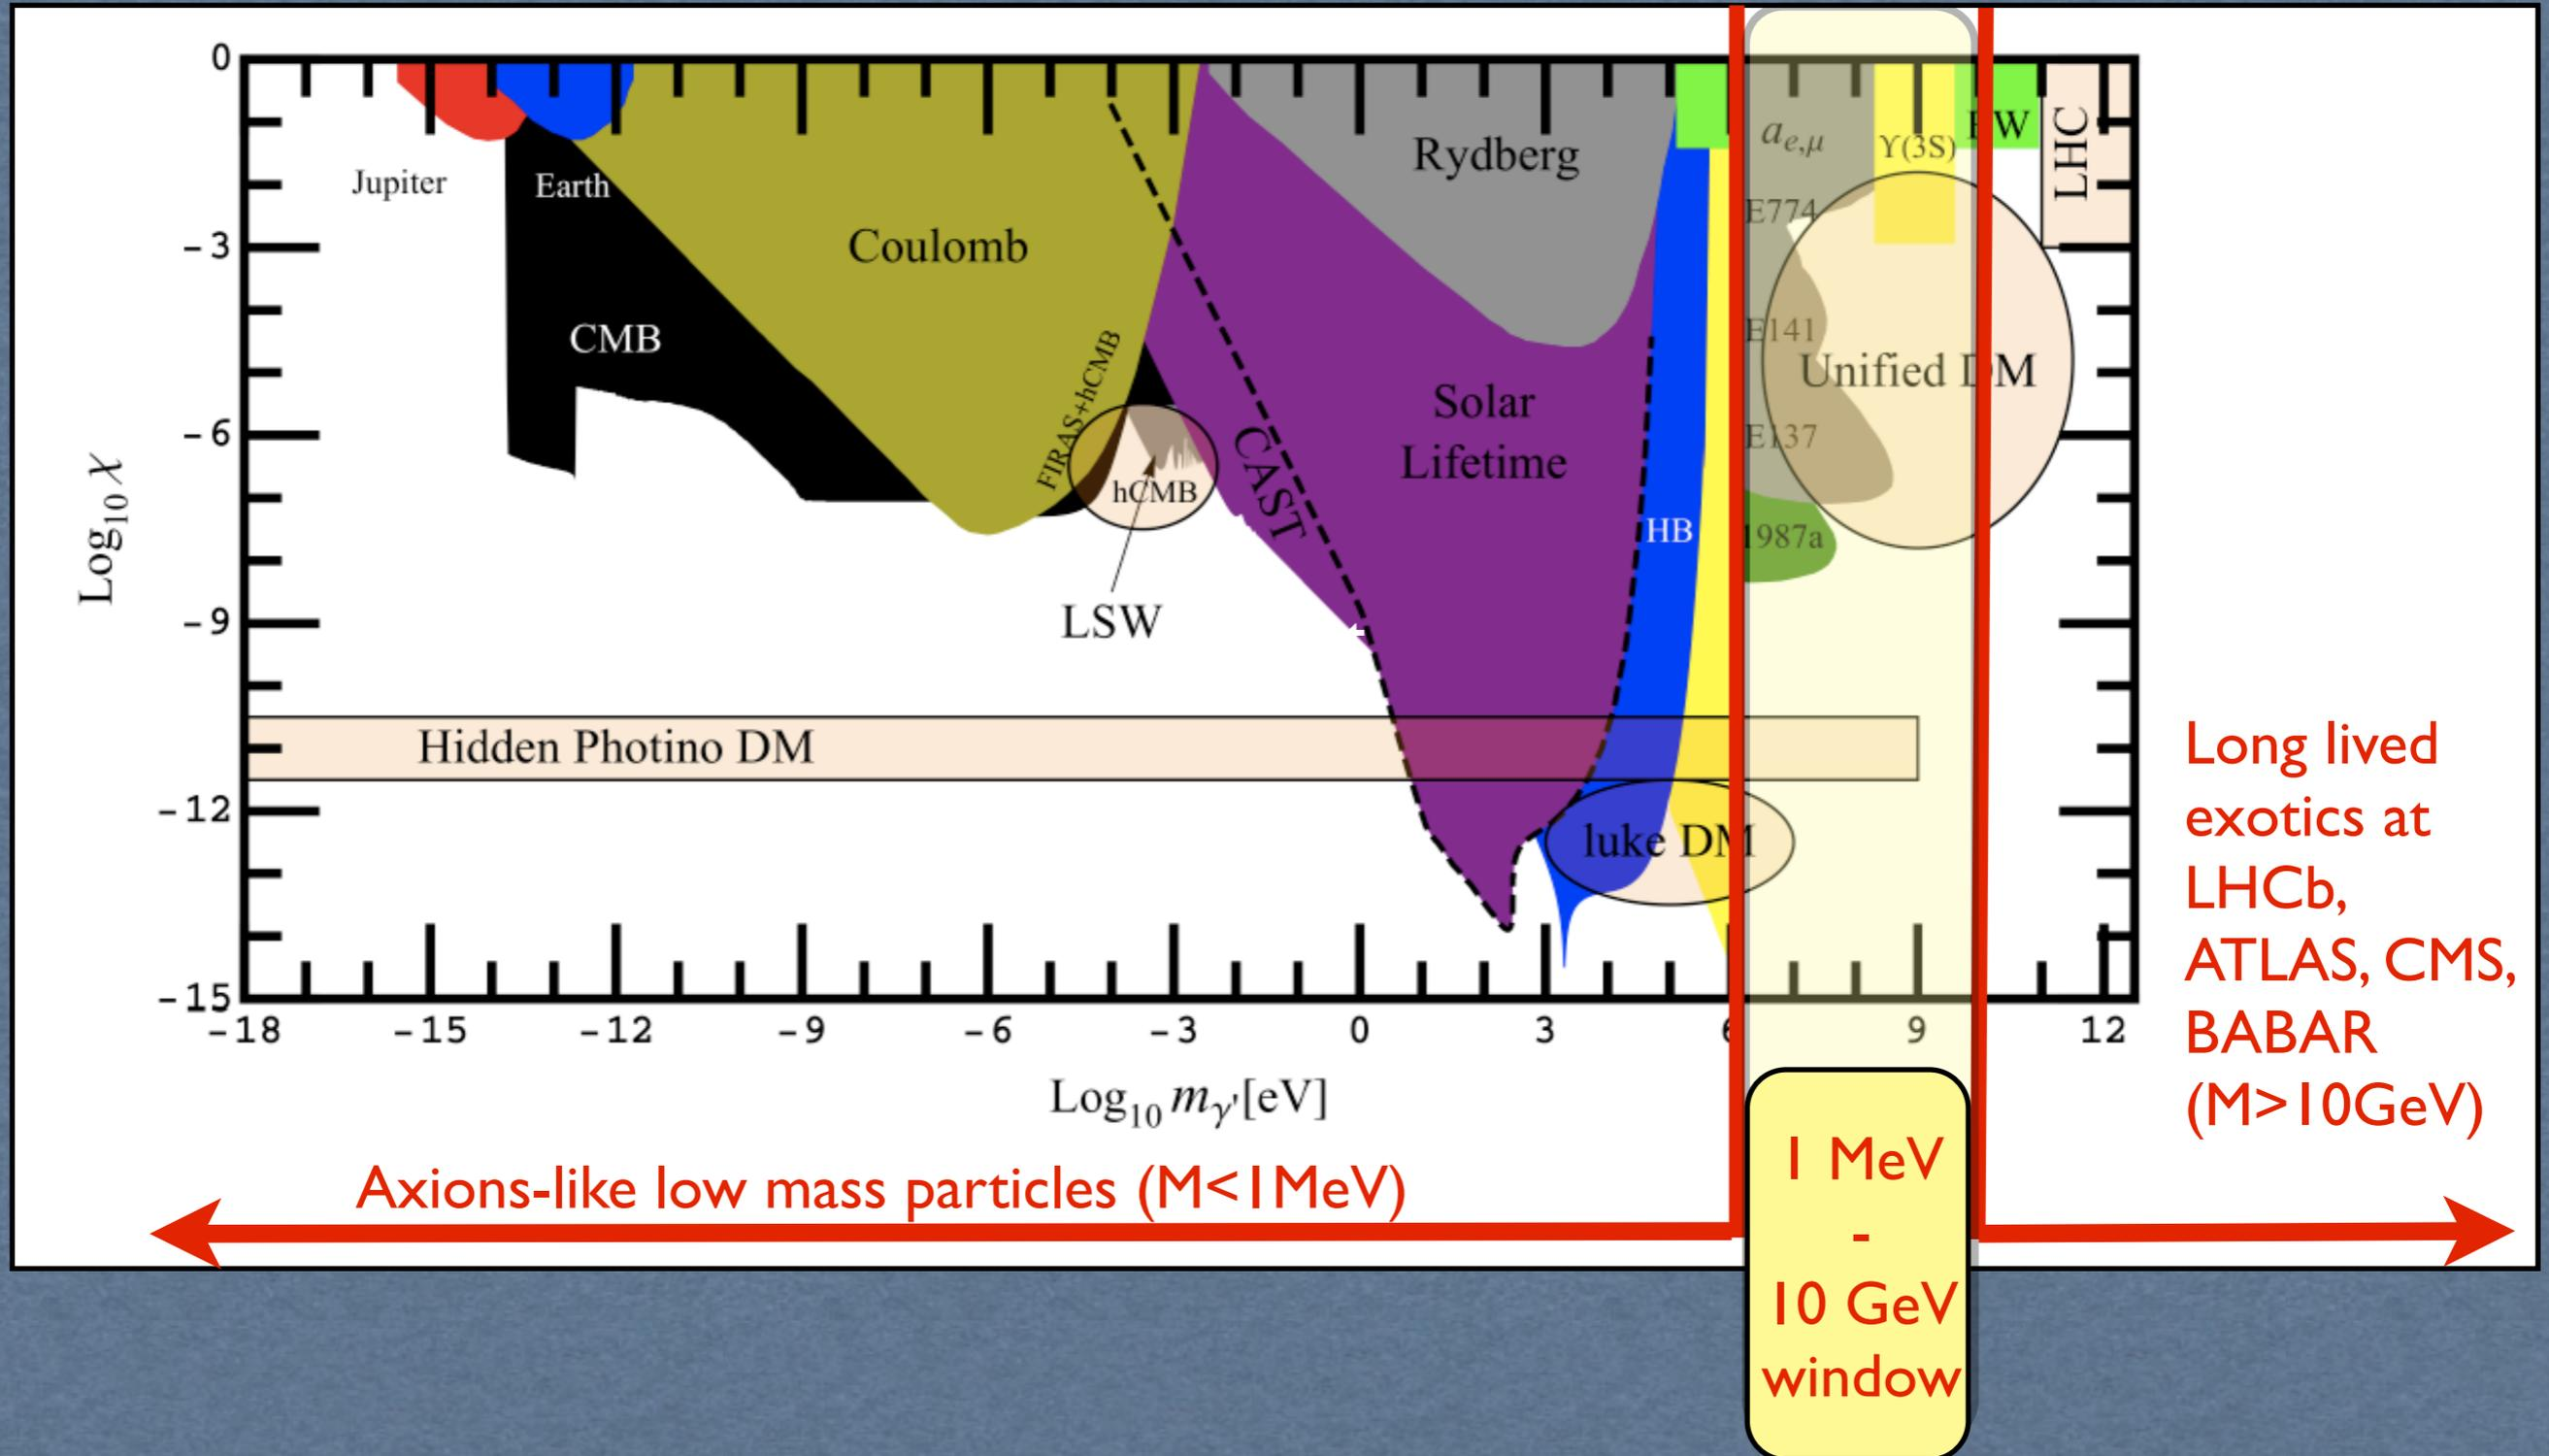 0
-3
-6
-9
-12
-15
Log10 χ
Jupiter
Earth
CMB
Coulomb
FIRAS+hCMB
hCMB
LSW
CAST
Rydberg
Solar
Lifetime
HB
ae,μ
ϒ(3S)
EW
LHC
E774
E141
Unified DM
E137
1987a
Hidden Photino DM
luke DM
-18 -15 -12 -9 -6 -3 0 3 6 9 12
Log10 mγ'[eV]
Axions-like low mass particles (M<1MeV)
1 MeV
-
10 GeV
window
Long lived
exotics at
LHCb,
ATLAS, CMS,
BABAR
(M>10GeV)